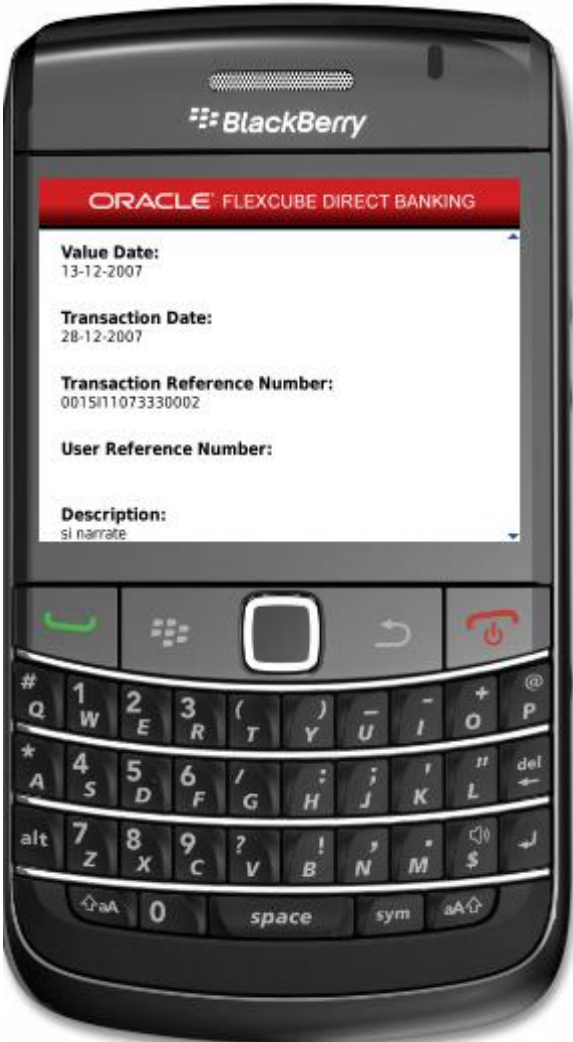 BlackBerry
ORACLE FLEXCUBE DIRECT BANKING
Value Date:
13-12-2007
Transaction Date:
28-12-2007
Transaction Reference Number:
001SI11073330002
User Reference Number:
Description:
si narrate
# 1 2 3 ( ) _ - + @
Q W E R T Y U I O P
* 4 5 6 / : ; ' " del
A S D F G H J K L
alt 7 8 9 ? ! , . $
Z X C V B N M
aA 0 space sym aA